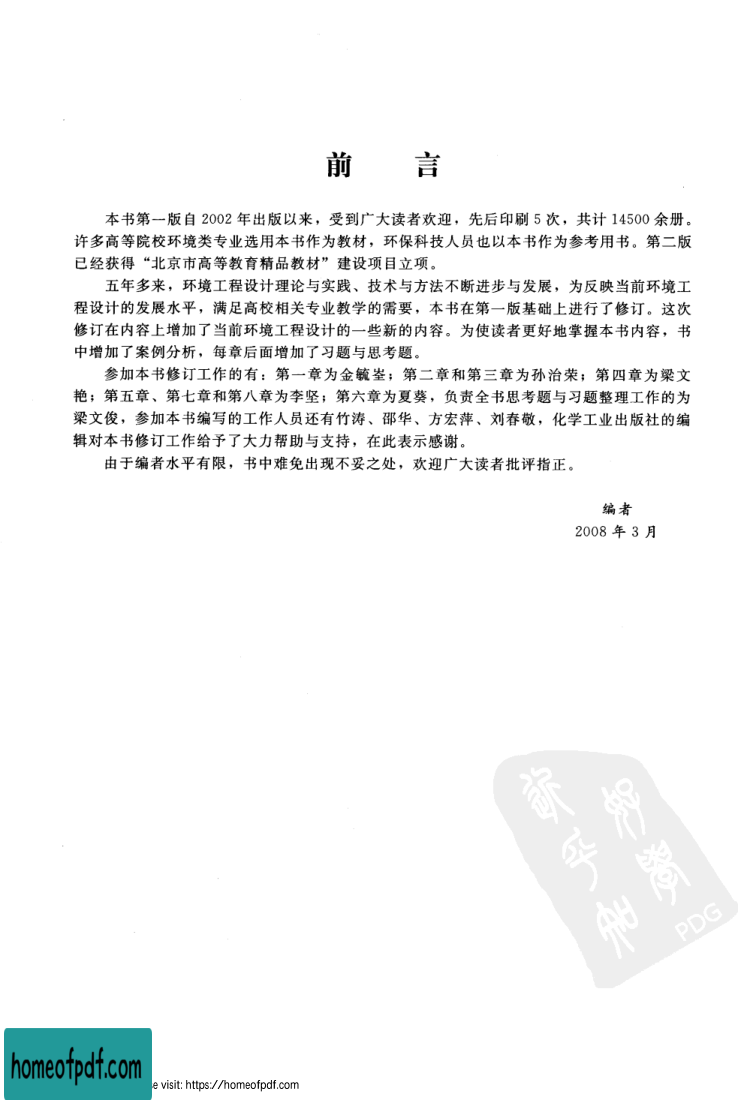 前 言
本书第一版自 2002 年出版以来，受到广大读者欢迎，先后印刷 5 次，共计 14500 余册。
许多高等院校环境类专业选用本书作为教材，环保科技人员也以本书作为参考用书。第二版
已经获得“北京市高等教育精品教材”建设项目立项。
五年多来，环境工程设计理论与实践、技术与方法不断进步与发展，为反映当前环境工
程设计的发展水平，满足高校相关专业教学的需要，本书在第一版基础上进行了修订。这次
修订在内容上增加了当前环境工程设计的一些新的内容。为使读者更好地掌握本书内容，书
中增加了案例分析，每章后面增加了习题与思考题。
参加本书修订工作的有：第一章为金毓峑；第二章和第三章为孙治荣；第四章为梁文
艳；第五章、第七章和第八章为李坚；第六章为夏葵，负责全书思考题与习题整理工作的为
梁文俊，参加本书编写的工作人员还有竹涛、邵华、方宏萍、刘春敬，化学工业出版社的编
辑对本书修订工作给予了大力帮助与支持，在此表示感谢。
由于编者水平有限，书中难免出现不妥之处，欢迎广大读者批评指正。
编者
2008 年 3 月
好學
欲乎知
PDG
homeofpdf.com
e visit: https://homeofpdf.com